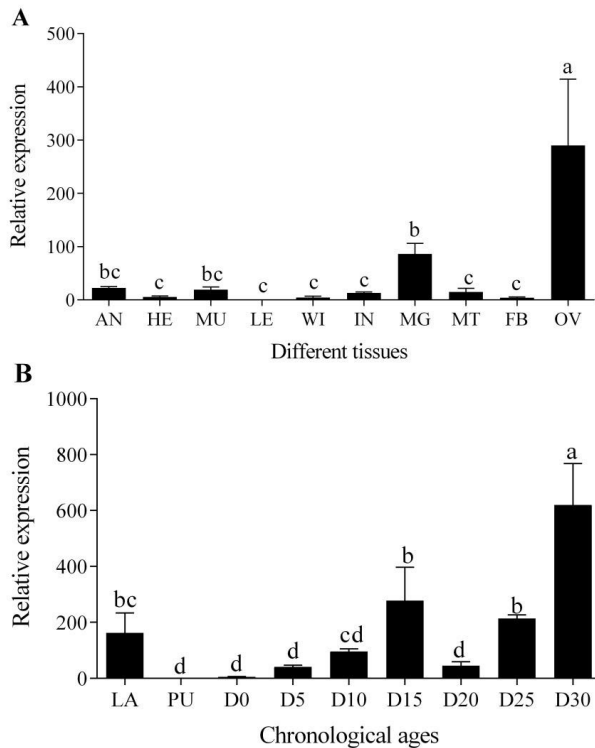 A
500
400
300
200
100
0
Relative expression
bc
c
bc
c
c
c
b
c
c
a
AN HE MU LE WI IN MG MT FB OV
Different tissues
B
1000
800
600
400
200
0
Relative expression
bc
d
d
d
cd
b
d
b
a
LA PU D0 D5 D10 D15 D20 D25 D30
Chronological ages